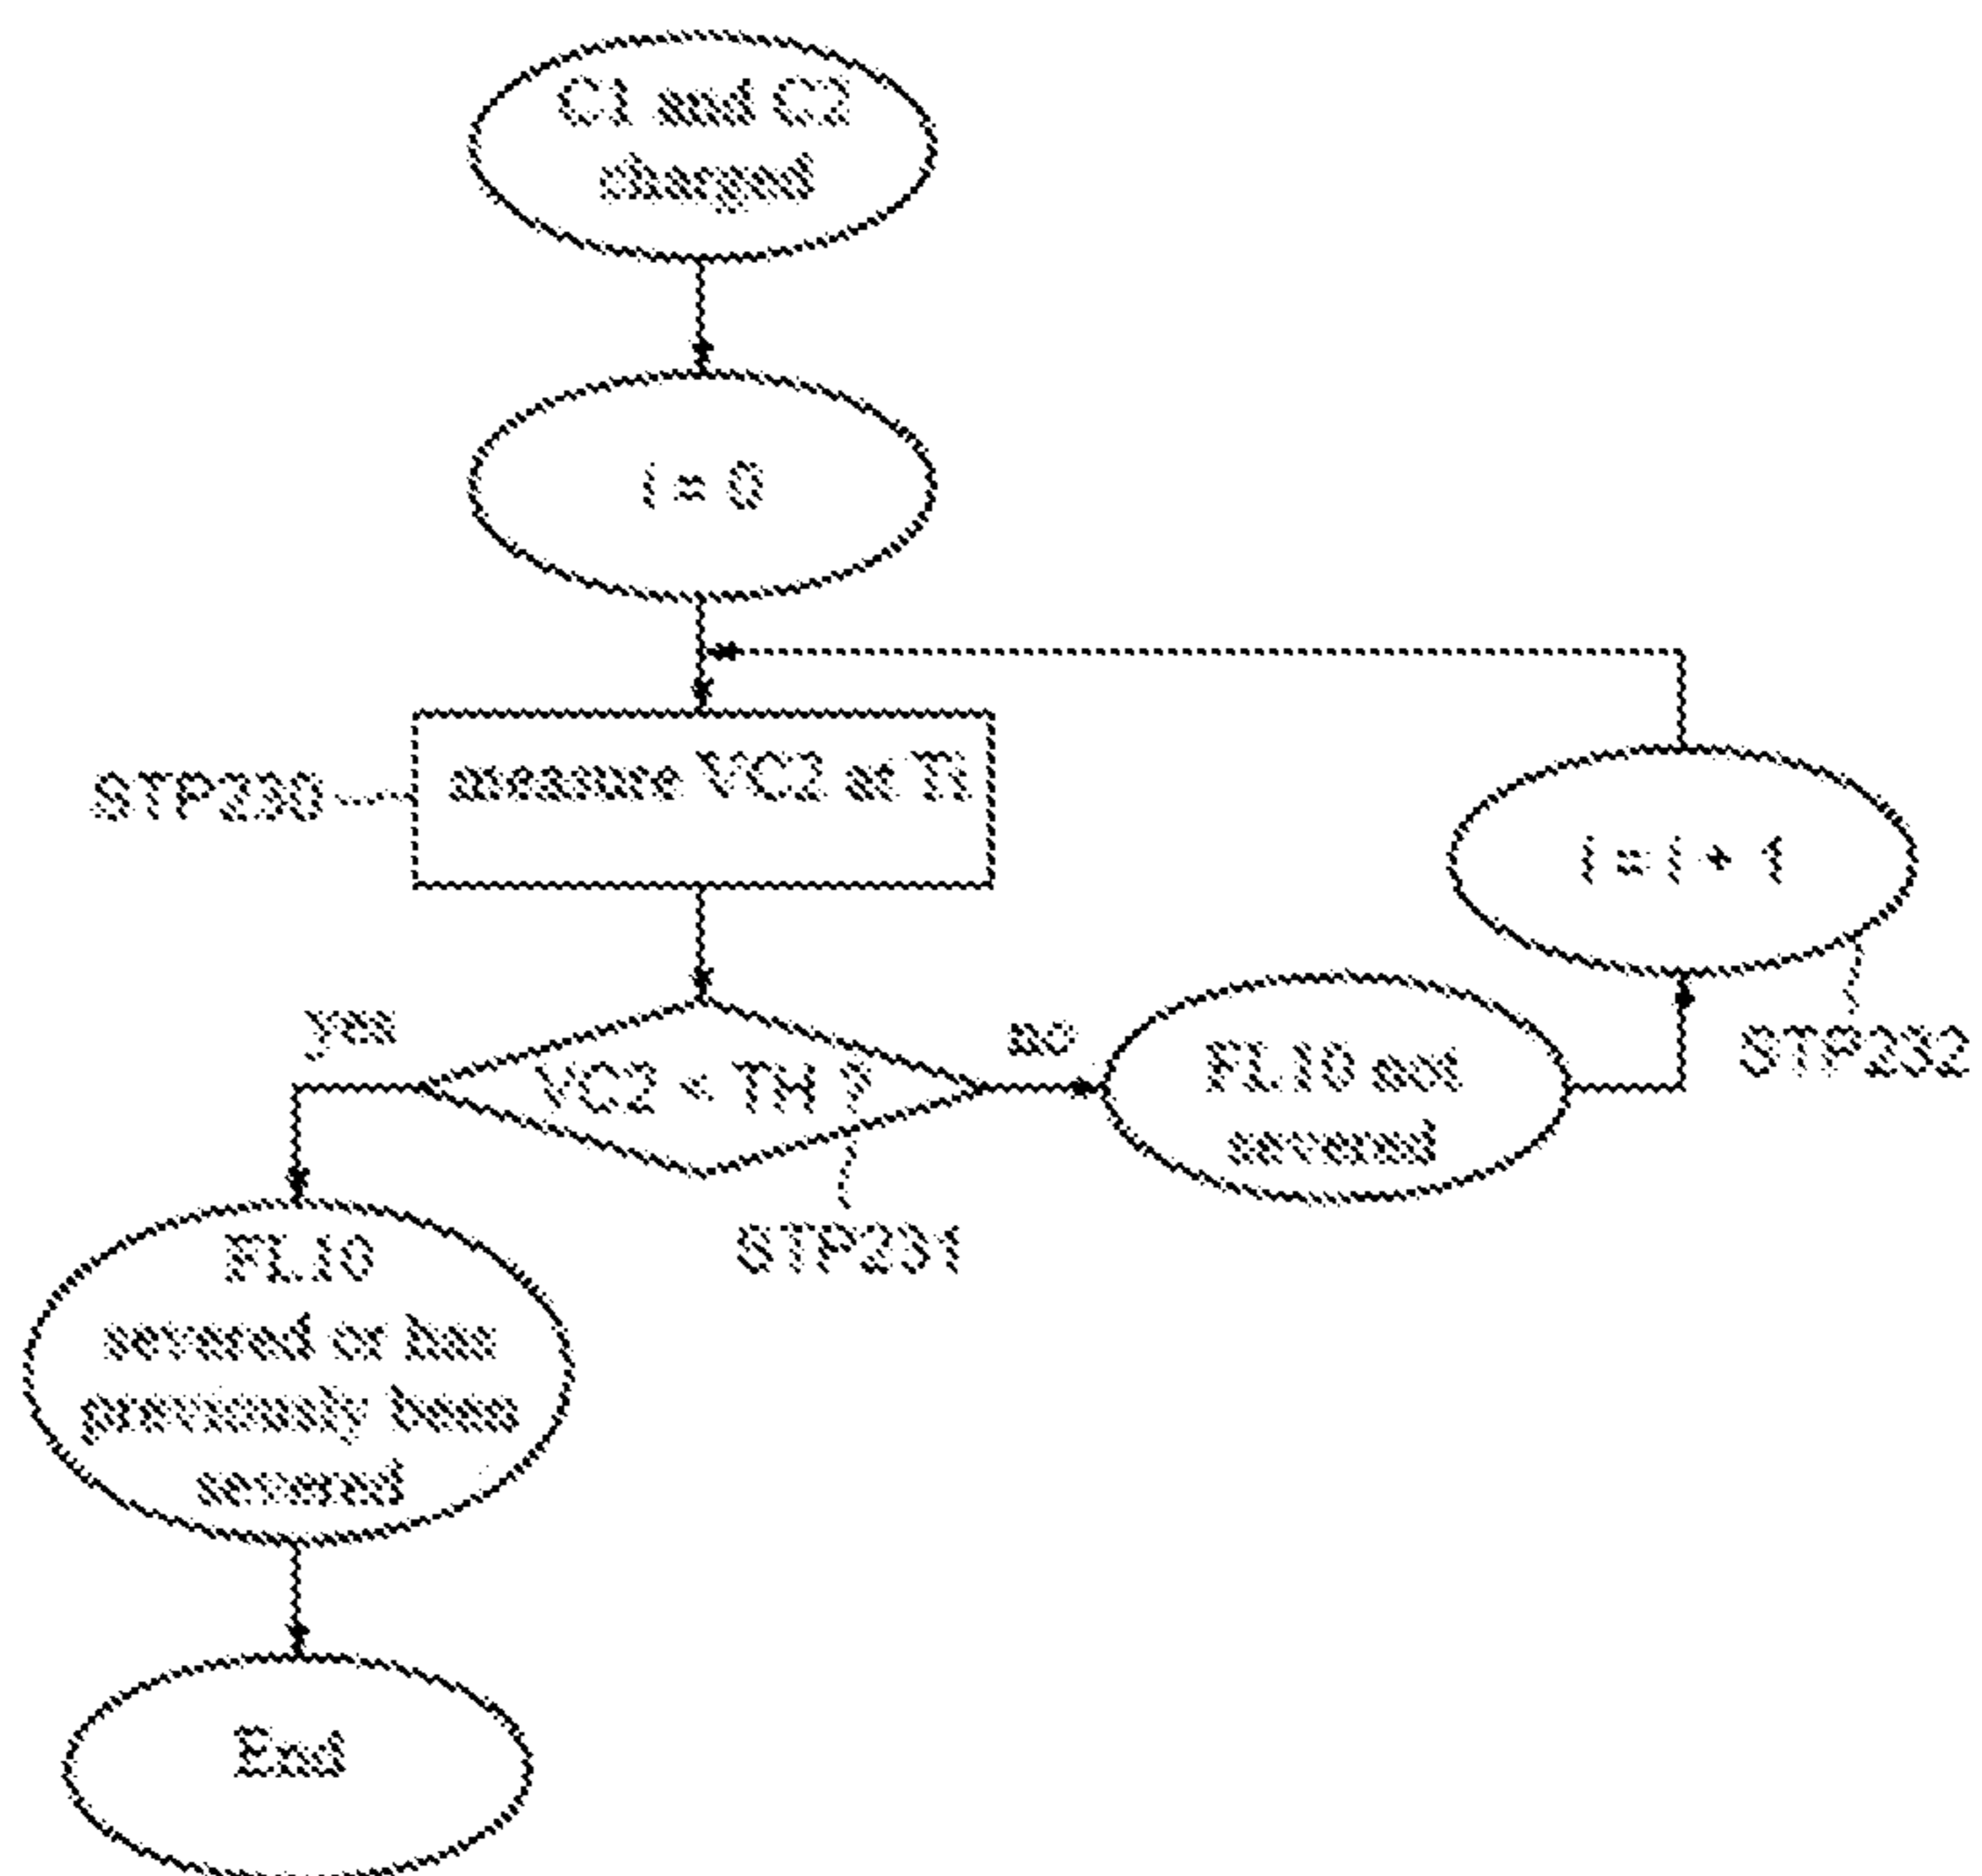 C1 and C2
charged
i = 0
STP230
measure VC2 at Ti
i = i + 1
STP232
yes
VC2 < TH ?
no
FL10 not
severed
STP231
FL10
severed or has
previously been
severed
End